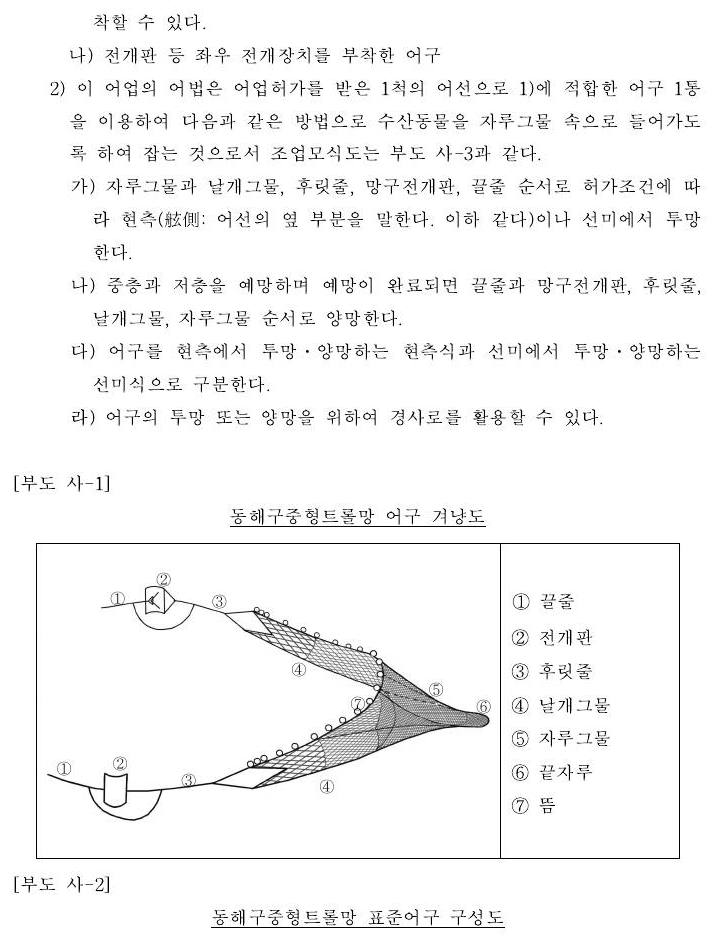 착할 수 있다.
나) 전개판 등 좌우 전개장치를 부착한 어구
2) 이 어업의 어법은 어업허가를 받은 1척의 어선으로 1)에 적합한 어구 1통
을 이용하여 다음과 같은 방법으로 수산동물을 자루그물 속으로 들어가도
록 하여 잡는 것으로서 조업모식도는 부도 사-3과 같다.
가) 자루그물과 날개그물, 후릿줄, 망구전개판, 끌줄 순서로 허가조건에 따
라 현측(舷側: 어선의 옆 부분을 말한다. 이하 같다)이나 선미에서 투망
한다.
나) 중층과 저층을 예망하며 예망이 완료되면 끌줄과 망구전개판, 후릿줄,
날개그물, 자루그물 순서로 양망한다.
다) 어구를 현측에서 투망·양망하는 현측식과 선미에서 투망·양망하는
선미식으로 구분한다.
라) 어구의 투망 또는 양망을 위하여 경사로를 활용할 수 있다.
[부도 사-1]
동해구중형트롤망 어구 겨냥도
① ② ③ ④ ⑤ ⑥ ⑦
① ② ③ ④
① 끌줄
② 전개판
③ 후릿줄
④ 날개그물
⑤ 자루그물
⑥ 끝자루
⑦ 뜸
[부도 사-2]
동해구중형트롤망 표준어구 구성도